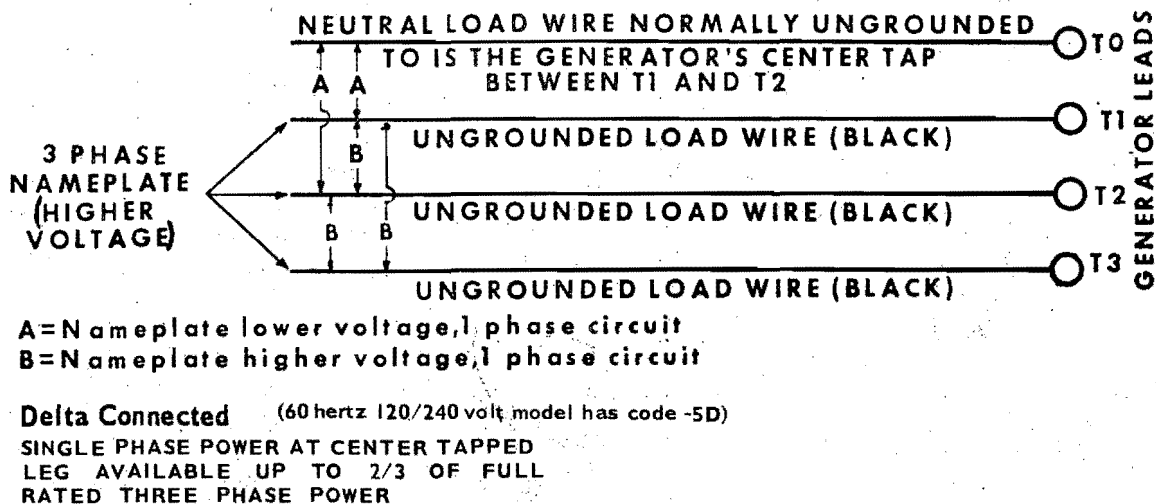 NEUTRAL LOAD WIRE NORMALLY UNGROUNDED
T0
TO IS THE GENERATOR'S CENTER TAP
BETWEEN T1 AND T2
A A
T1
UNGROUNDED LOAD WIRE (BLACK)
B
3 PHASE
NAMEPLATE
(HIGHER
VOLTAGE)
T2
UNGROUNDED LOAD WIRE (BLACK)
B B
T3
UNGROUNDED LOAD WIRE (BLACK)
GENERATOR LEADS
A=Nameplate lower voltage,1 phase circuit
B=Nameplate higher voltage,1 phase circuit
Delta Connected (60 hertz 120/240 volt model has code -5D)
SINGLE PHASE POWER AT CENTER TAPPED
LEG AVAILABLE UP TO 2/3 OF FULL
RATED THREE PHASE POWER